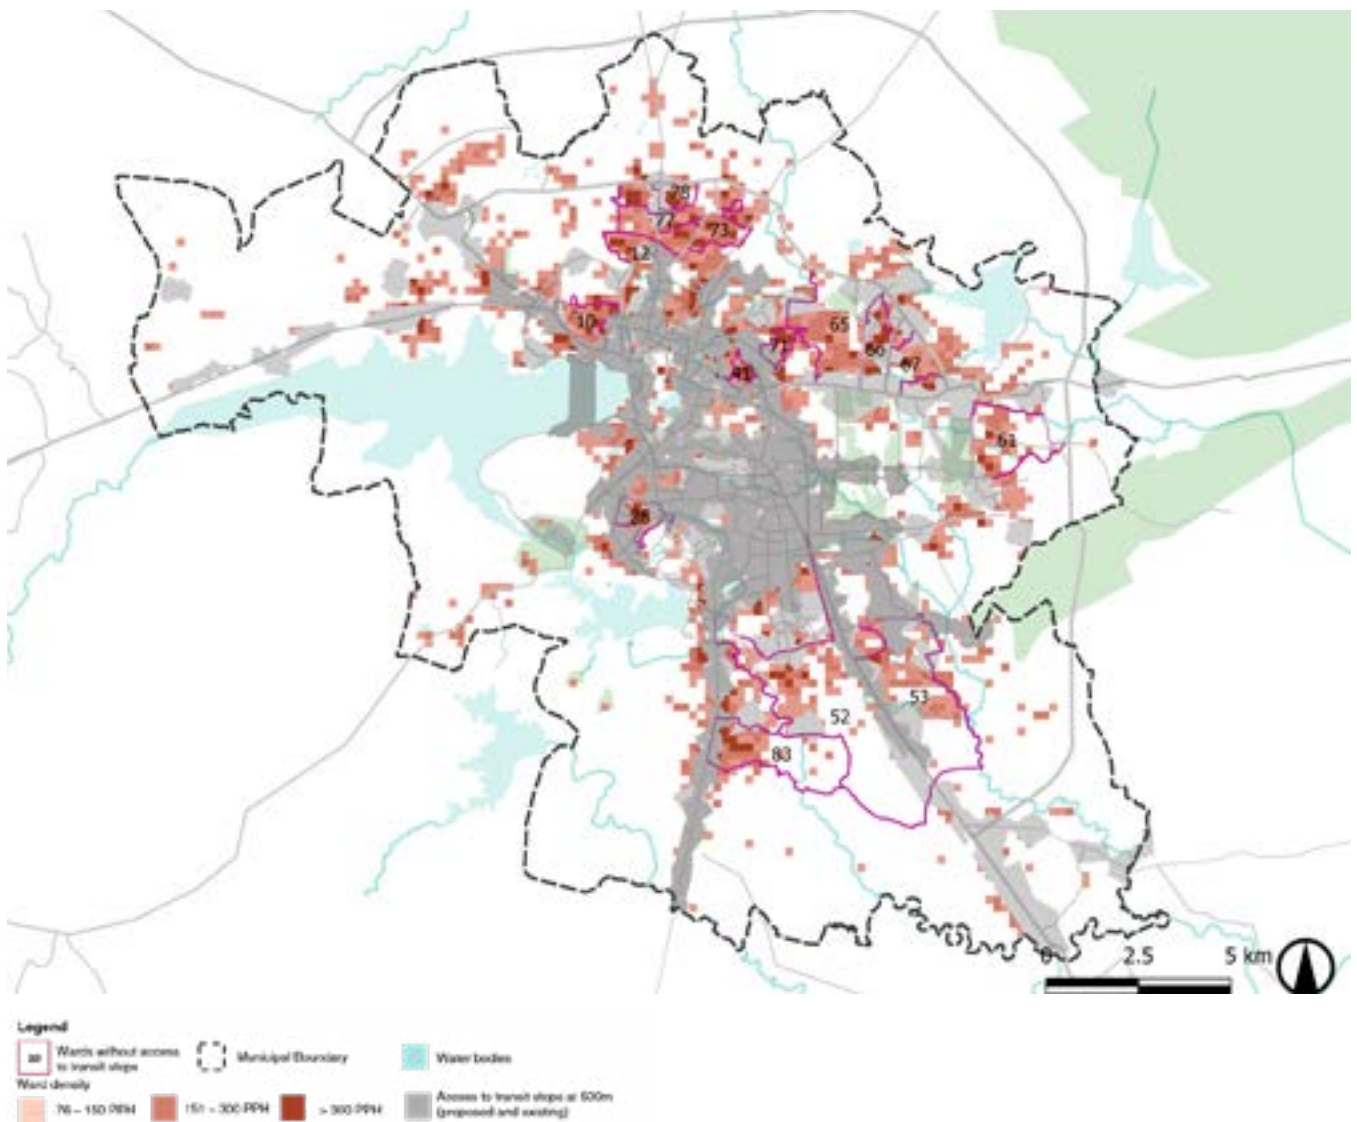 78
77
73
12
10
65
71
66
67
41
61
26
53
52
83
0 2.5 5 km
Legend
Wards without access
to transit stops
Municipal Boundary
Water bodies
Ward density
76 – 150 PPH
151 – 300 PPH
> 300 PPH
Access to transit stops at 500m
(proposed and existing)